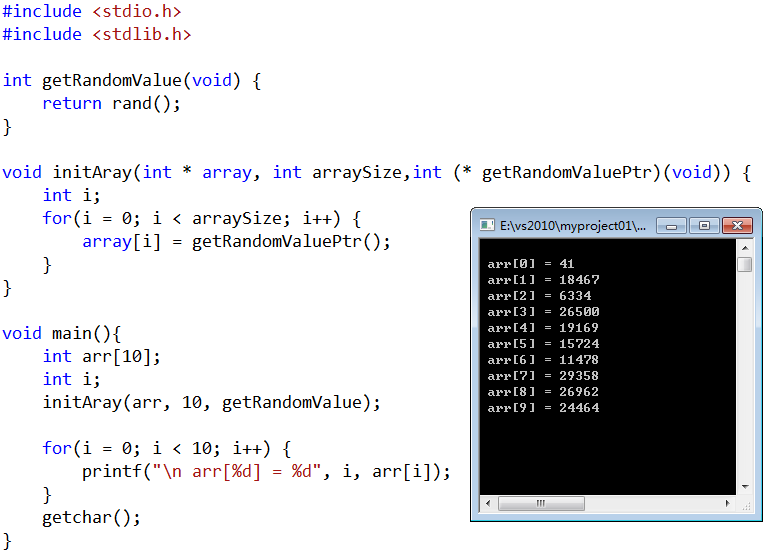 #include <stdio.h>
#include <stdlib.h>

int getRandomValue(void) {
    return rand();
}

void initAray(int * array, int arraySize,int (* getRandomValuePtr)(void)) {
    int i;
    for(i = 0; i < arraySize; i++) {
        array[i] = getRandomValuePtr();
    }
}

void main(){
    int arr[10];
    int i;
    initAray(arr, 10, getRandomValue);

    for(i = 0; i < 10; i++) {
        printf("\n arr[%d] = %d", i, arr[i]);
    }
    getchar();
}
E:\vs2010\myproject01\...
arr[0] = 41
arr[1] = 18467
arr[2] = 6334
arr[3] = 26500
arr[4] = 19169
arr[5] = 15724
arr[6] = 11478
arr[7] = 29358
arr[8] = 26962
arr[9] = 24464